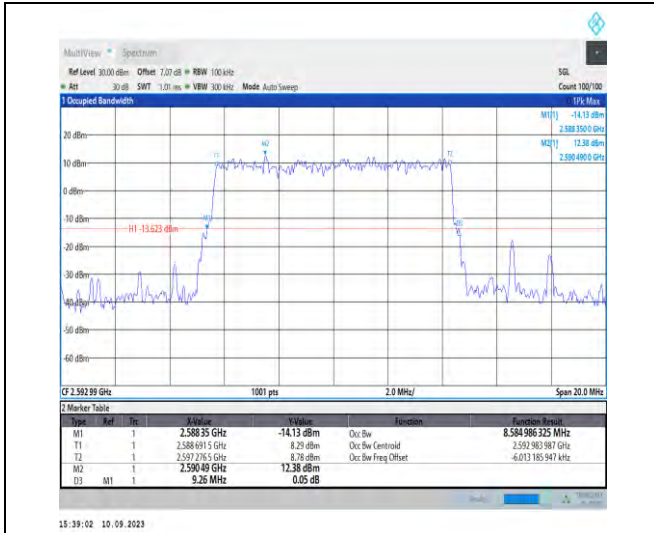 MultiView Spectrum
Ref Level 30.00 dBm Offset 7.07 dB RBW 100 kHz SGL
Att 30 dB SWT 1.01 ms VBW 300 kHz Mode Auto Sweep Count 100/100
1 Occupied Bandwidth 1Pk Max
M1[1] -14.13 dBm
2.588 350 0 GHz
M2[1] 12.38 dBm
2.590 490 0 GHz
20 dBm
M2
T1 T2
10 dBm
0 dBm
-10 dBm
M1 D3
H1 -13.623 dBm
-20 dBm
-30 dBm
-40 dBm
-50 dBm
-60 dBm
CF 2.592 99 GHz 1001 pts 2.0 MHz/ Span 20.0 MHz
2 Marker Table
Type Ref Trc X-Value Y-Value Function Function Result
M1 1 2.588 35 GHz -14.13 dBm Occ Bw 8.584 986 325 MHz
T1 1 2.588 691 5 GHz 8.29 dBm Occ Bw Centroid 2.592 983 987 GHz
T2 1 2.597 276 5 GHz 8.78 dBm Occ Bw Freq Offset -6.013 185 947 kHz
M2 1 2.590 49 GHz 12.38 dBm
D3 M1 1 9.26 MHz 0.05 dB
15:39:02 10.09.2023